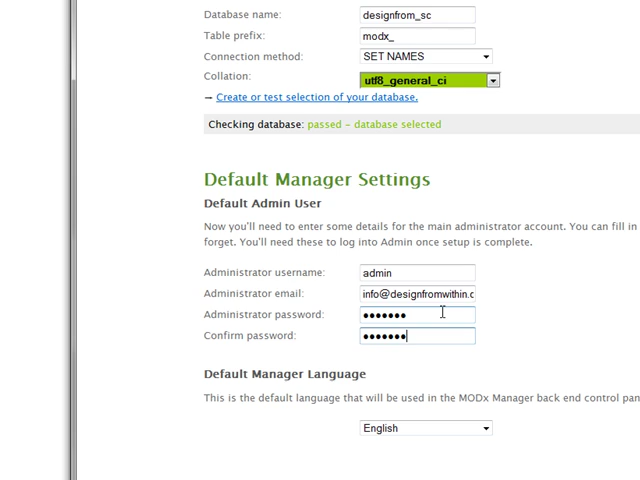 Database name: designfrom_sc
Table prefix: modx_
Connection method: SET NAMES
Collation: utf8_general_ci
→ Create or test selection of your database.
Checking database: passed – database selected
Default Manager Settings
Default Admin User
Now you'll need to enter some details for the main administrator account. You can fill in
forget. You'll need these to log into Admin once setup is complete.
Administrator username: admin
Administrator email: info@designfromwithin.c
Administrator password: •••••••
Confirm password: •••••••
Default Manager Language
This is the default language that will be used in the MODx Manager back end control pan
English